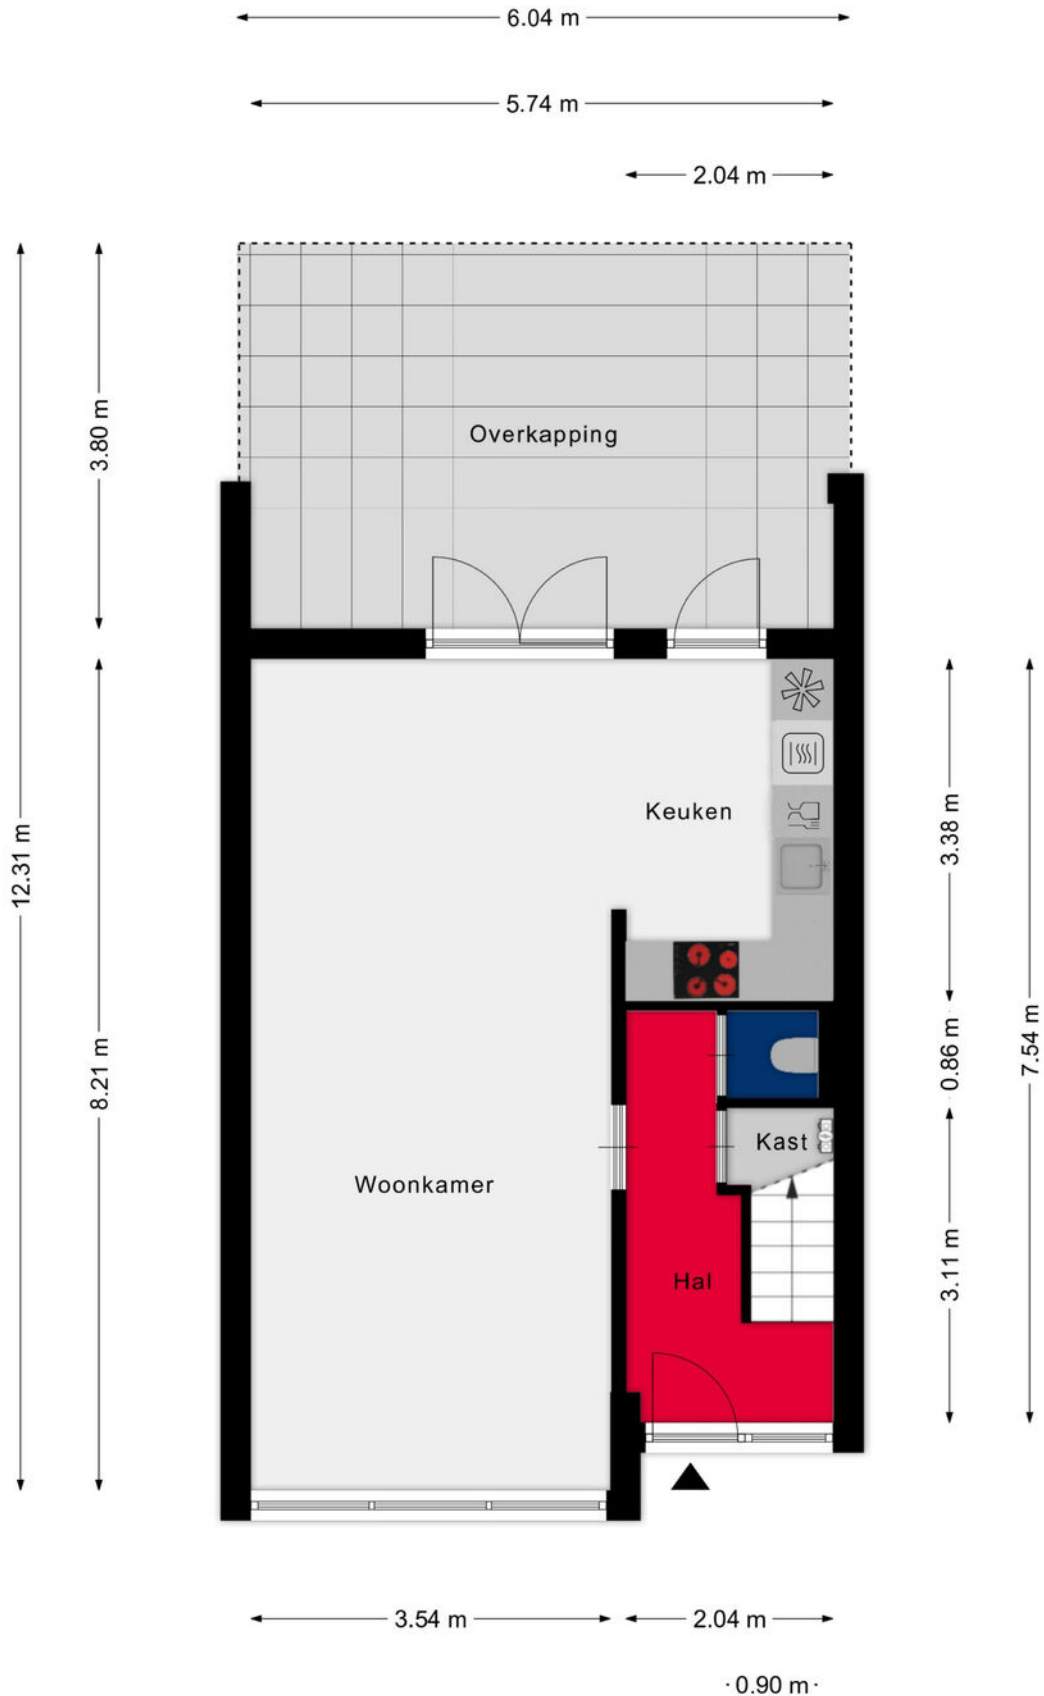 6.04 m
5.74 m
2.04 m
3.80 m
Overkapping
12.31 m
Keuken
3.38 m
8.21 m
0.86 m
7.54 m
Kast
Woonkamer
3.11 m
Hal
3.54 m
2.04 m
0.90 m